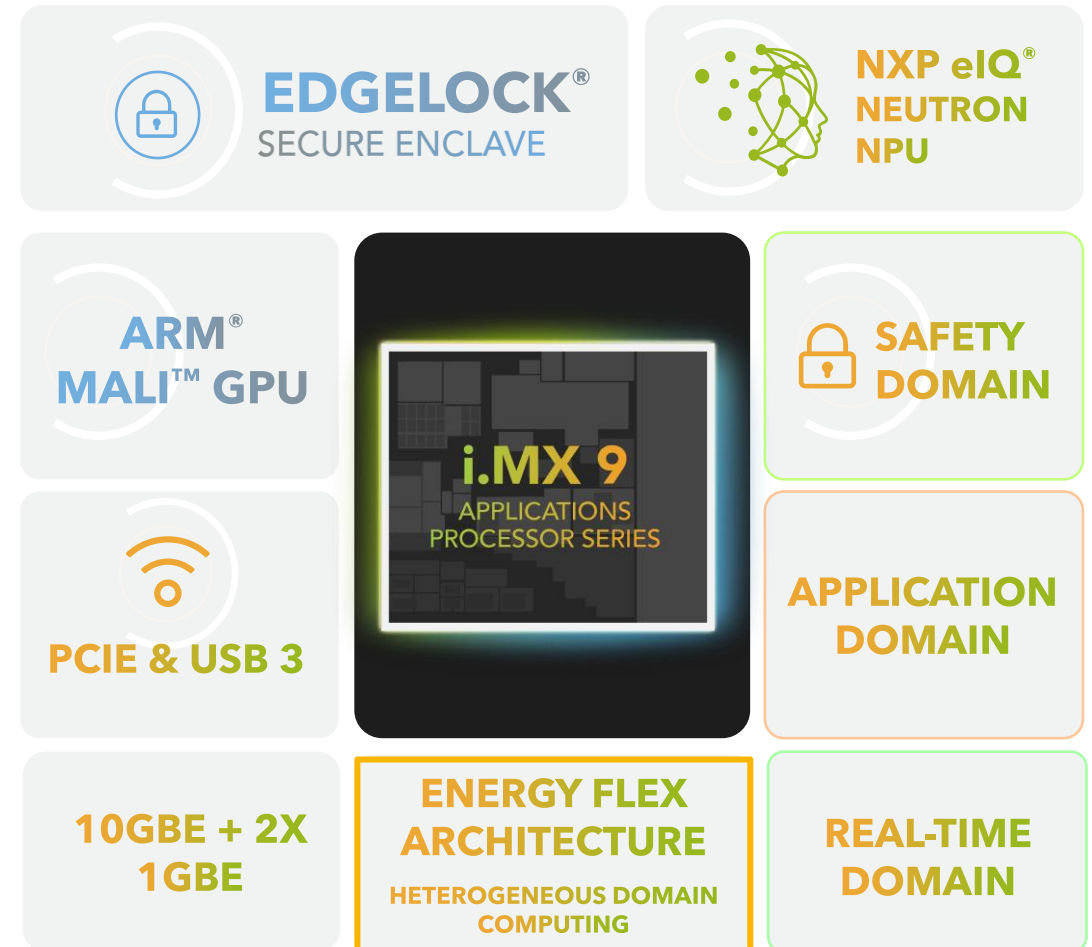 EDGELOCK®
SECURE ENCLAVE
NXP eIQ®
NEUTRON
NPU
ARM®
MALI™ GPU
i.MX 9
APPLICATIONS
PROCESSOR SERIES
SAFETY
DOMAIN
PCIE & USB 3
APPLICATION
DOMAIN
10GBE + 2X
1GBE
ENERGY FLEX
ARCHITECTURE
HETEROGENEOUS DOMAIN
COMPUTING
REAL-TIME
DOMAIN